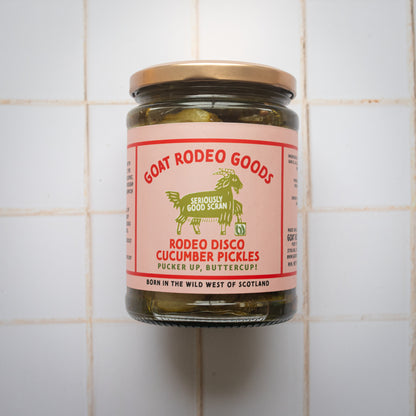 GOAT RODEO GOODS
SERIOUSLY
GOOD SCRAN
RODEO DISCO
CUCUMBER PICKLES
PUCKER UP, BUTTERCUP!
BORN IN THE WILD WEST OF SCOTLAND